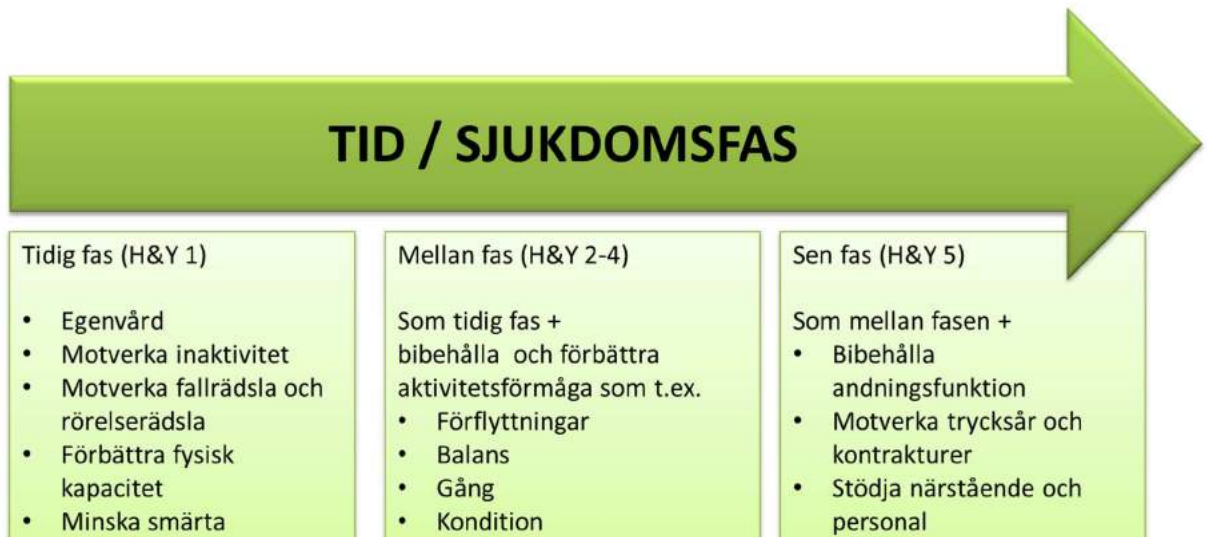 TID / SJUKDOMSFAS
Tidig fas (H&Y 1)
• Egenvård
• Motverka inaktivitet
• Motverka fallrädsla och
rörelserädsla
• Förbättra fysisk
kapacitet
• Minska smärta
Mellan fas (H&Y 2-4)
Som tidig fas +
bibehålla och förbättra
aktivitetsförmåga som t.ex.
• Förflyttningar
• Balans
• Gång
• Kondition
Sen fas (H&Y 5)
Som mellan fasen +
• Bibehålla
andningsfunktion
• Motverka trycksår och
kontrakturer
• Stödja närstående och
personal